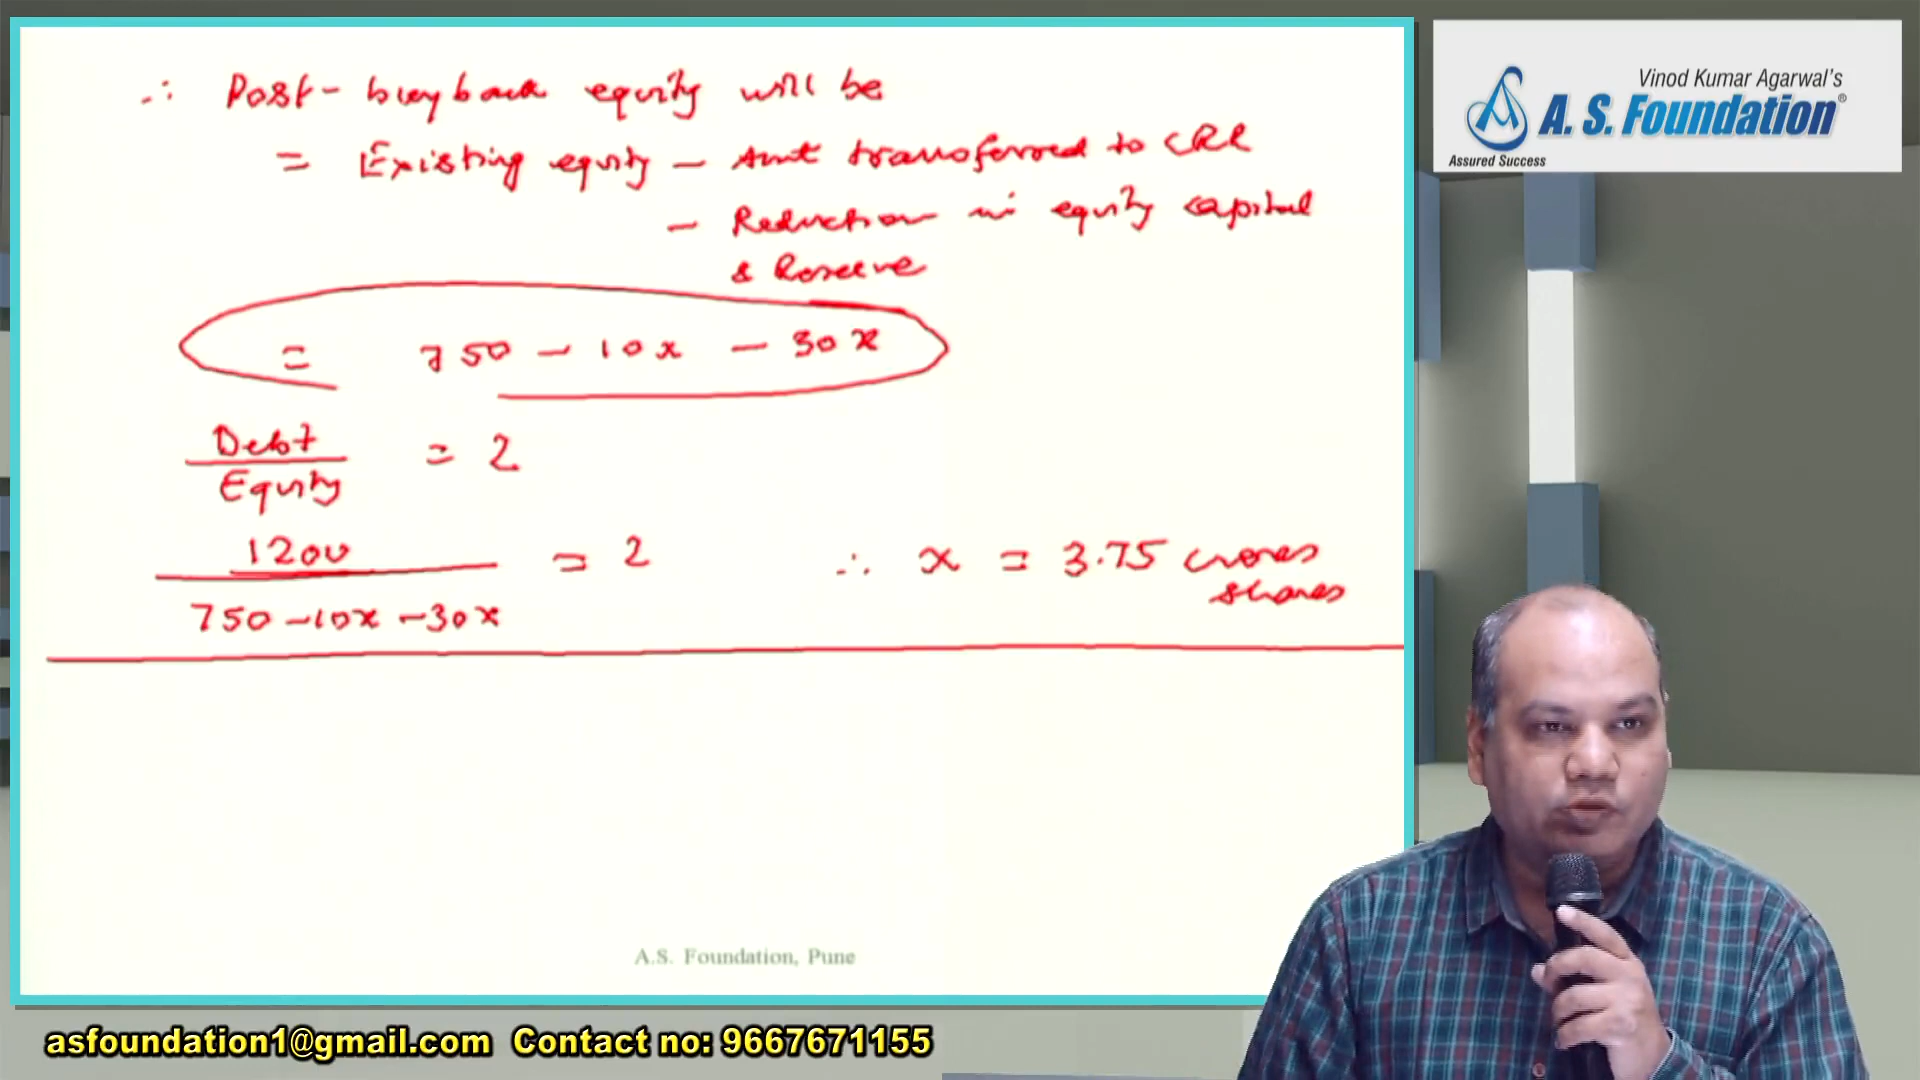 ∴ Post-buyback equity will be
= Existing equity - Amt transferred to CRR
- Reduction in equity capital
& Reserve
= 750 - 10x - 30x
Debt
Equity
= 2
1200
750 - 10x - 30x
= 2
∴ x = 3.75 crores
shares
A.S. Foundation, Pune
Vinod Kumar Agarwal's
A. S. Foundation®
Assured Success
asfoundation1@gmail.com Contact no: 9667671155